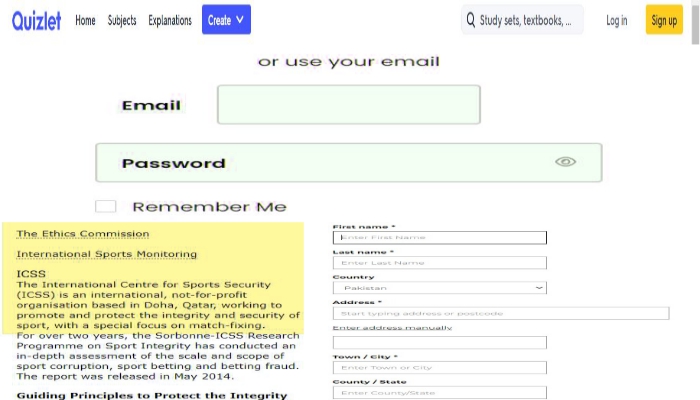 Quizlet Home Subjects Explanations Create Study sets, textbooks, ... Log in Sign up
or use your email
Email
Password
Remember Me
The Ethics Commission
International Sports Monitoring
ICSS
The International Centre for Sports Security
(ICSS) is an international, not-for-profit
organisation based in Doha, Qatar, working to
promote and protect the integrity and security of
sport, with a special focus on match-fixing.
For over two years, the Sorbonne-ICSS Research
Programme on Sport Integrity has conducted an
in-depth assessment of the scale and scope of
sport corruption, sport betting and betting fraud.
The report was released in May 2014.
Guiding Principles to Protect the Integrity
First name *
Enter First Name
Last name *
Enter Last Name
Country
Pakistan
Address *
Start typing address or postcode
Enter address manually
Town / City *
Enter Town or City
County / State
Enter County/State